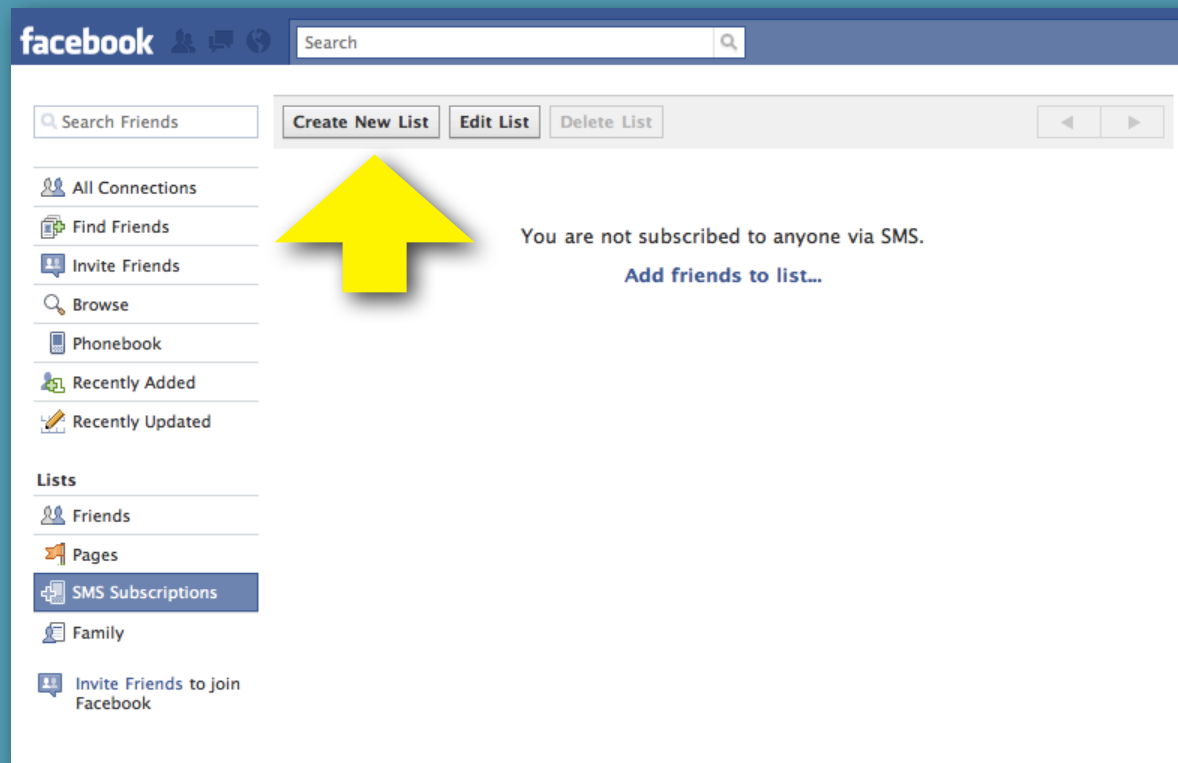 facebook
Search
Search Friends
Create New List Edit List Delete List
All Connections
Find Friends
Invite Friends
Browse
Phonebook
Recently Added
Recently Updated
You are not subscribed to anyone via SMS.
Add friends to list...
Lists
Friends
Pages
SMS Subscriptions
Family
Invite Friends to join
Facebook